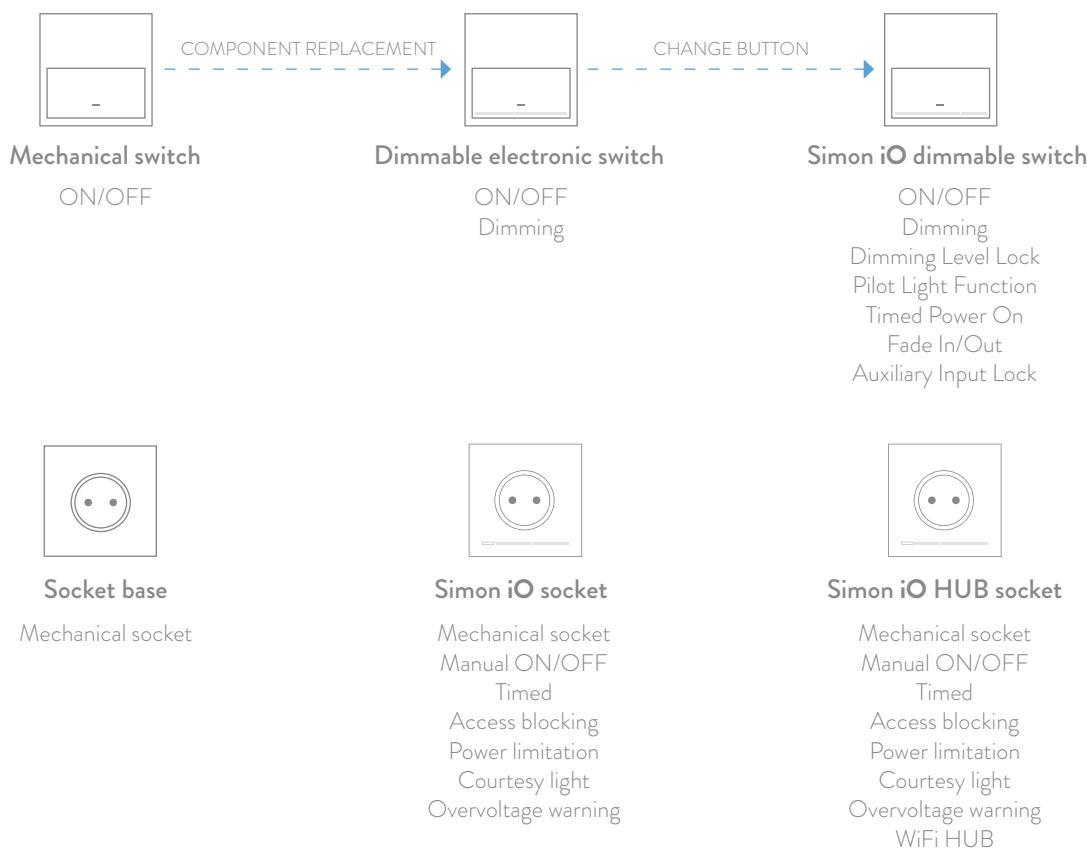 COMPONENT REPLACEMENT
CHANGE BUTTON
Mechanical switch
ON/OFF
Dimmable electronic switch
ON/OFF
Dimming
Simon iO dimmable switch
ON/OFF
Dimming
Dimming Level Lock
Pilot Light Function
Timed Power On
Fade In/Out
Auxiliary Input Lock
Socket base
Mechanical socket
Simon iO socket
Mechanical socket
Manual ON/OFF
Timed
Access blocking
Power limitation
Courtesy light
Overvoltage warning
Simon iO HUB socket
Mechanical socket
Manual ON/OFF
Timed
Access blocking
Power limitation
Courtesy light
Overvoltage warning
WiFi HUB